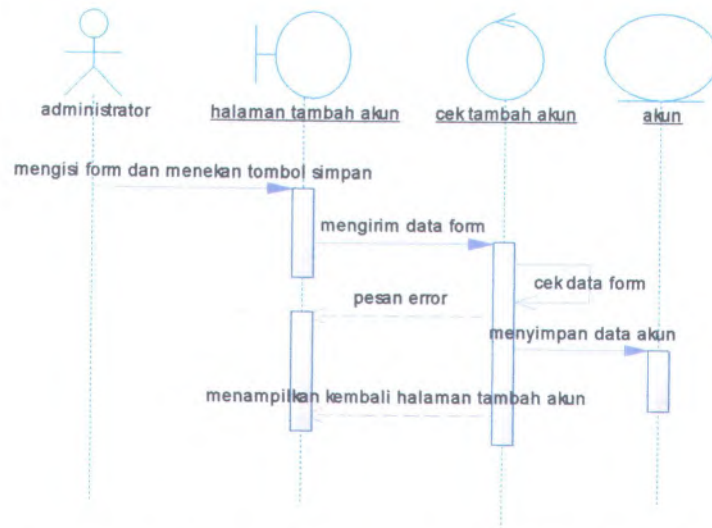 administrator
halaman tambah akun
cek tambah akun
akun
mengisi form dan menekan tombol simpan
mengirim data form
cek data form
pesan error
menyimpan data akun
menampilkan kembali halaman tambah akun